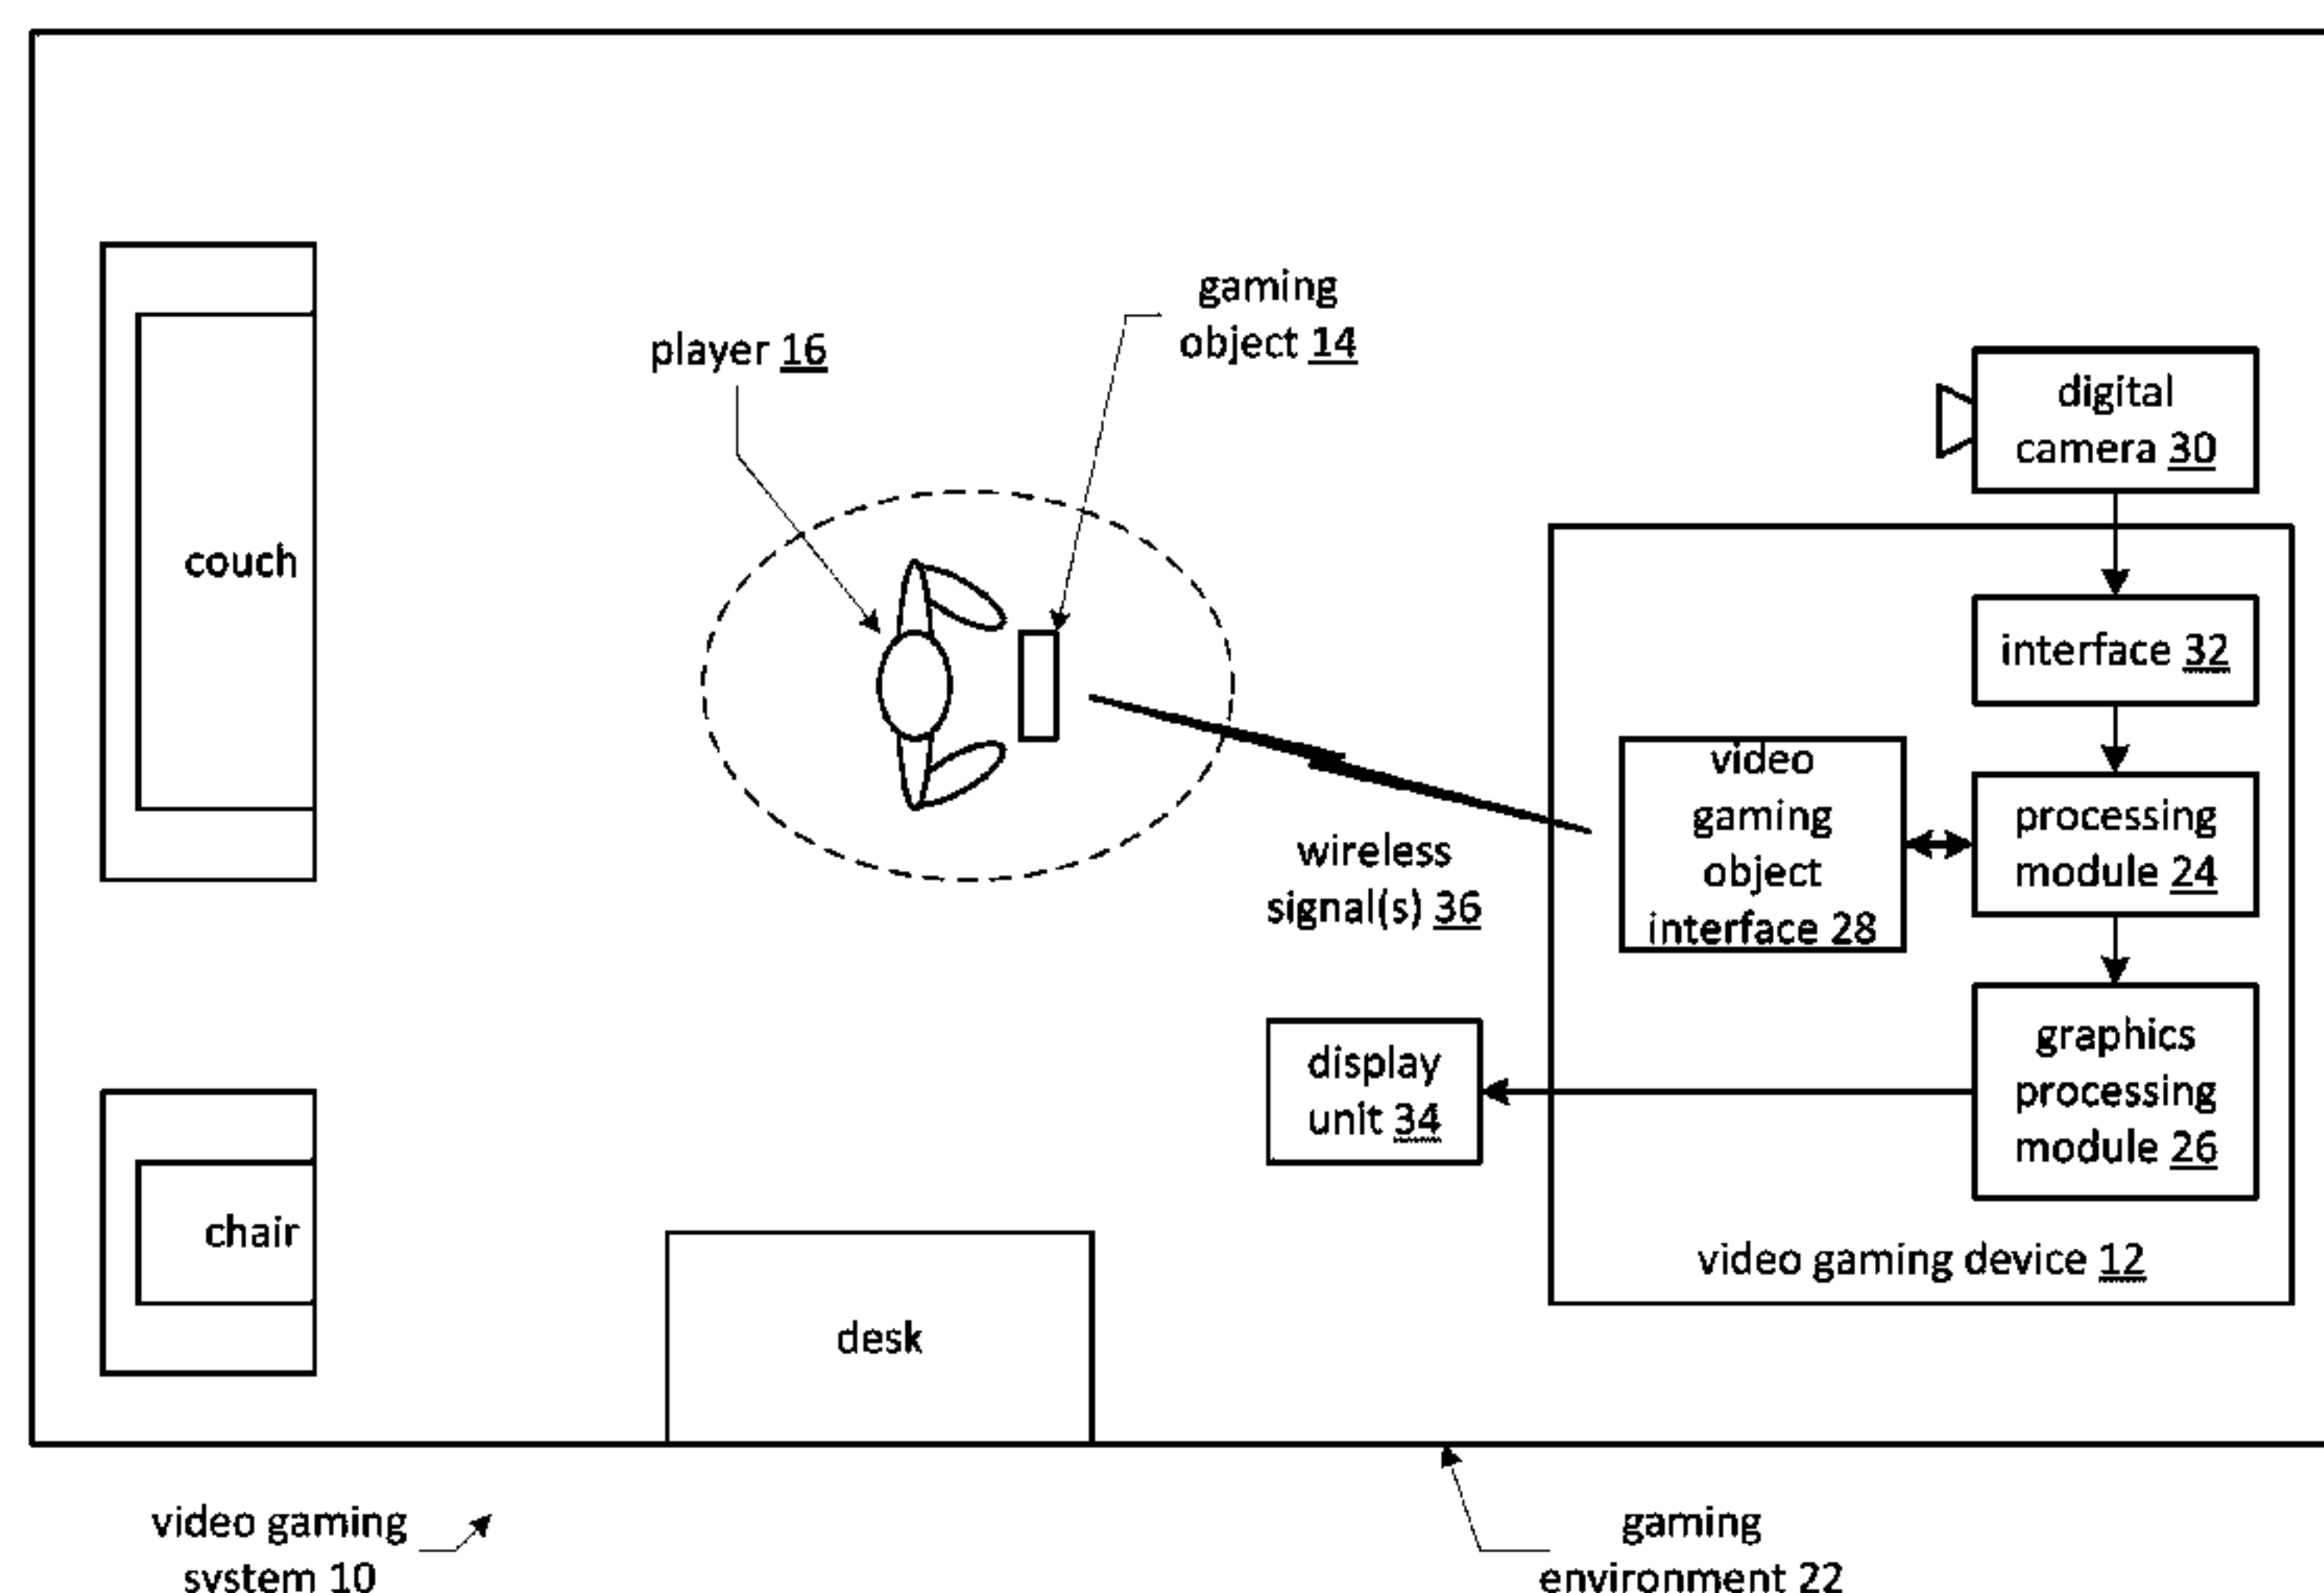 gaming
object 14
player 16
digital
camera 30
couch
interface 32
video
gaming
object
interface 28
processing
module 24
wireless
signal(s) 36
graphics
processing
module 26
display
unit 34
chair
video gaming device 12
desk
video gaming
system 10
gaming
environment 22